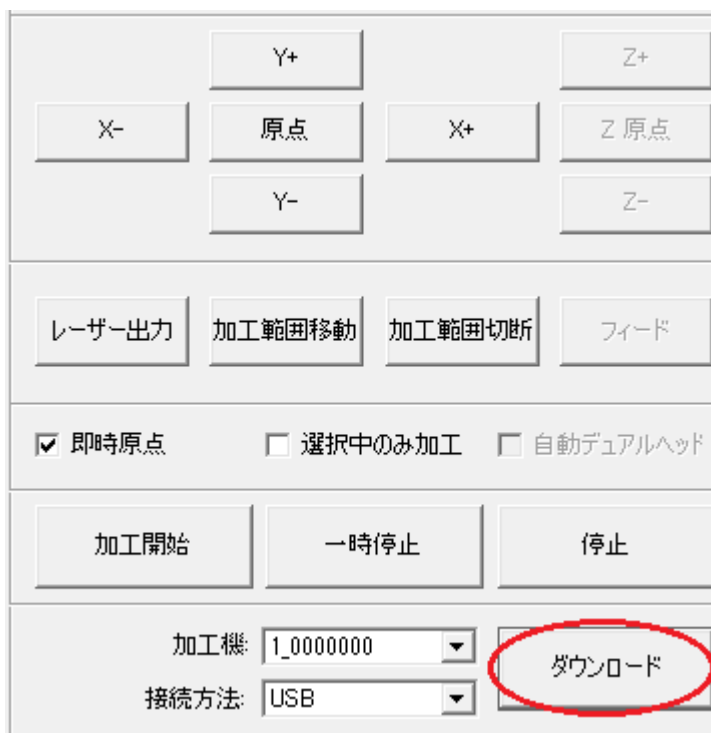 Y+
Z+
X-
原点
X+
Z 原点
Y-
Z-
レーザー出力
加工範囲移動
加工範囲切断
フィード
即時原点
選択中のみ加工
自動デュアルヘッド
加工開始
一時停止
停止
加工機:
1_0000000
ダウンロード
接続方法:
USB